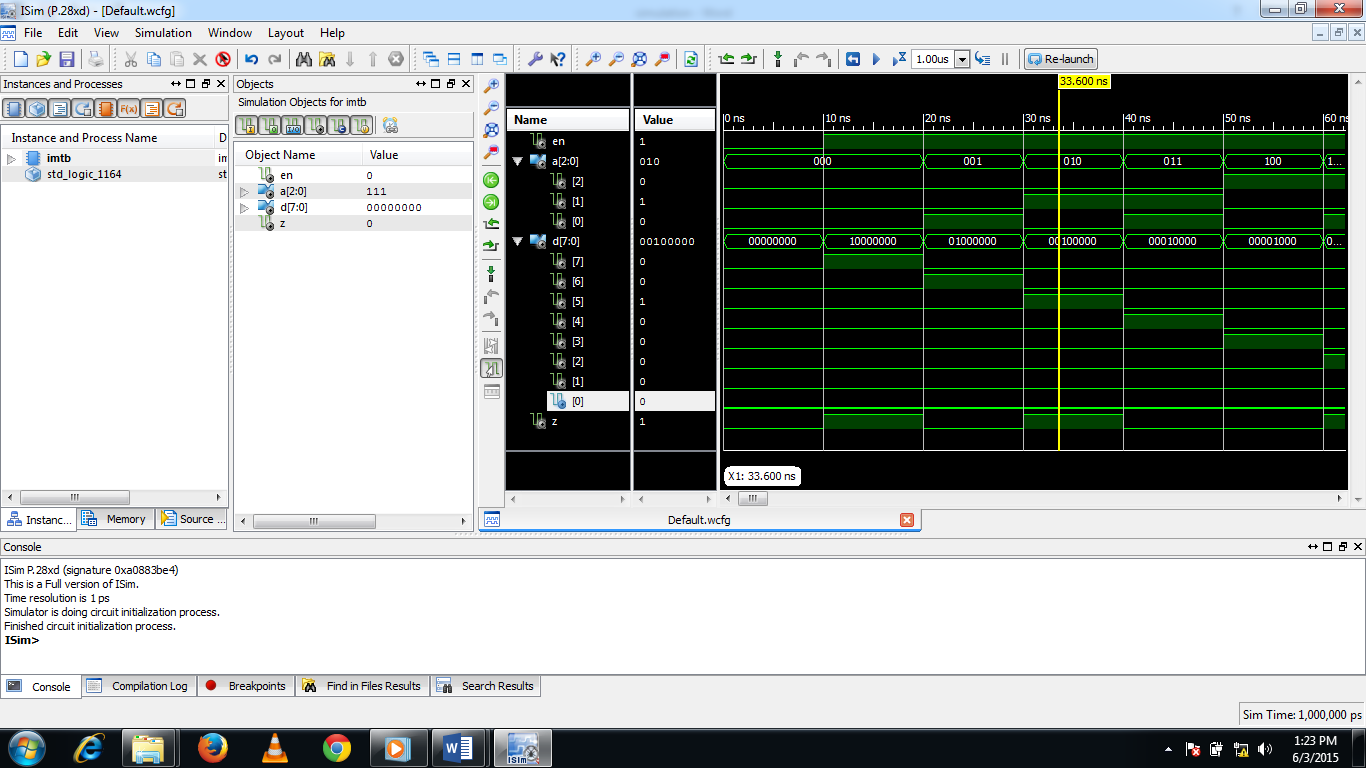 ISim (P.28xd) - [Default.wcfg]
File Edit View Simulation Window Layout Help
1.00us Re-launch
Instances and Processes
Instance and Process Name D
imtb im
std_logic_1164 st
Instanc... Memory Source ...
Objects
Simulation Objects for imtb
Object Name Value
en 0
a[2:0] 111
d[7:0] 00000000
z 0
33.600 ns
Name Value
0 ns 10 ns 20 ns 30 ns 40 ns 50 ns 60 ns
en 1
a[2:0] 010 000 001 010 011 100 1...
[2] 0
[1] 1
[0] 0
d[7:0] 00100000 00000000 10000000 01000000 00100000 00010000 00001000 0...
[7] 0
[6] 0
[5] 1
[4] 0
[3] 0
[2] 0
[1] 0
[0] 0
z 1
X1: 33.600 ns
Default.wcfg
Console
ISim P.28xd (signature 0xa0883be4)
This is a Full version of ISim.
Time resolution is 1 ps
Simulator is doing circuit initialization process.
Finished circuit initialization process.
ISim>
Console Compilation Log Breakpoints Find in Files Results Search Results
Sim Time: 1,000,000 ps
ISim
1:23 PM
6/3/2015